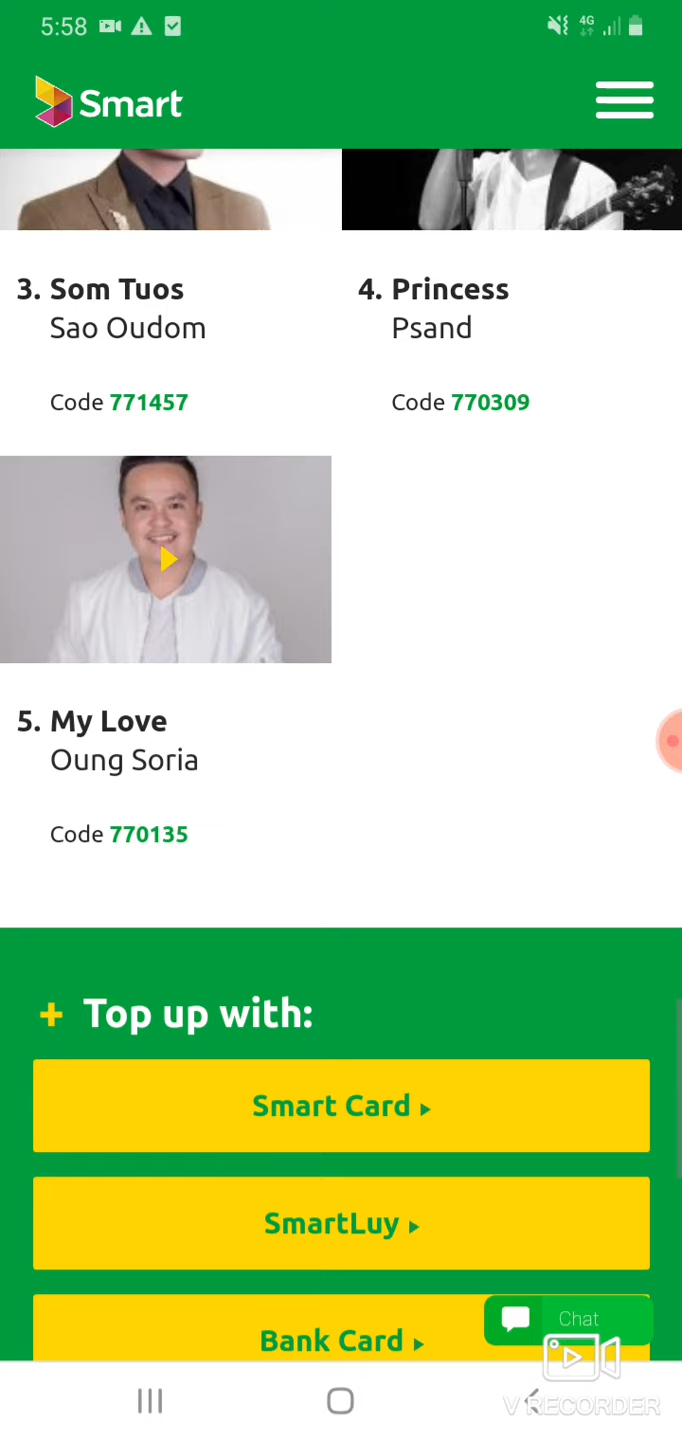 5:58
4G
Smart
3. Som Tuos
Sao Oudom
Code 771457
4. Princess
Psand
Code 770309
5. My Love
Oung Soria
Code 770135
+ Top up with:
Smart Card
SmartLuy
Bank Card
Chat
V RECORDER